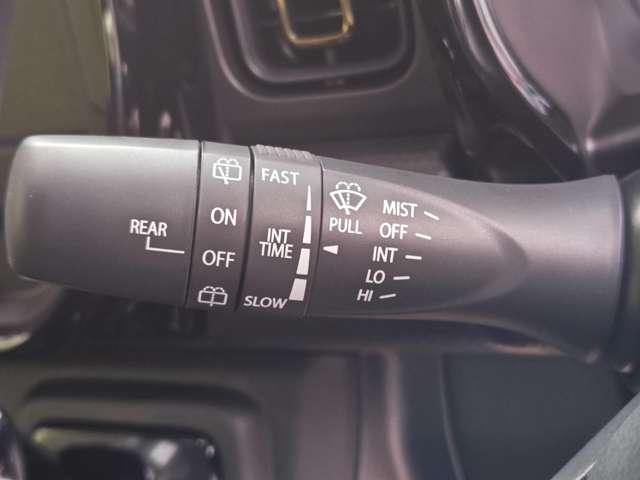 REAR
ON
OFF
FAST
INT
TIME
SLOW
PULL
MIST
OFF
INT
LO
HI